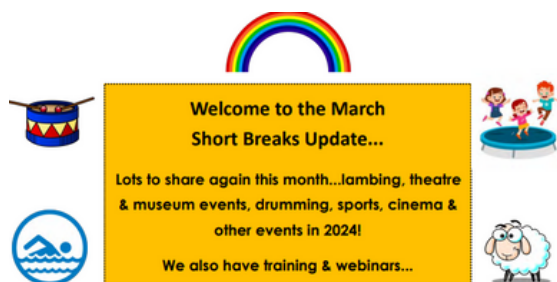 Welcome to the March
Short Breaks Update...
Lots to share again this month...lambing, theatre
& museum events, drumming, sports, cinema &
other events in 2024!
We also have training & webinars...